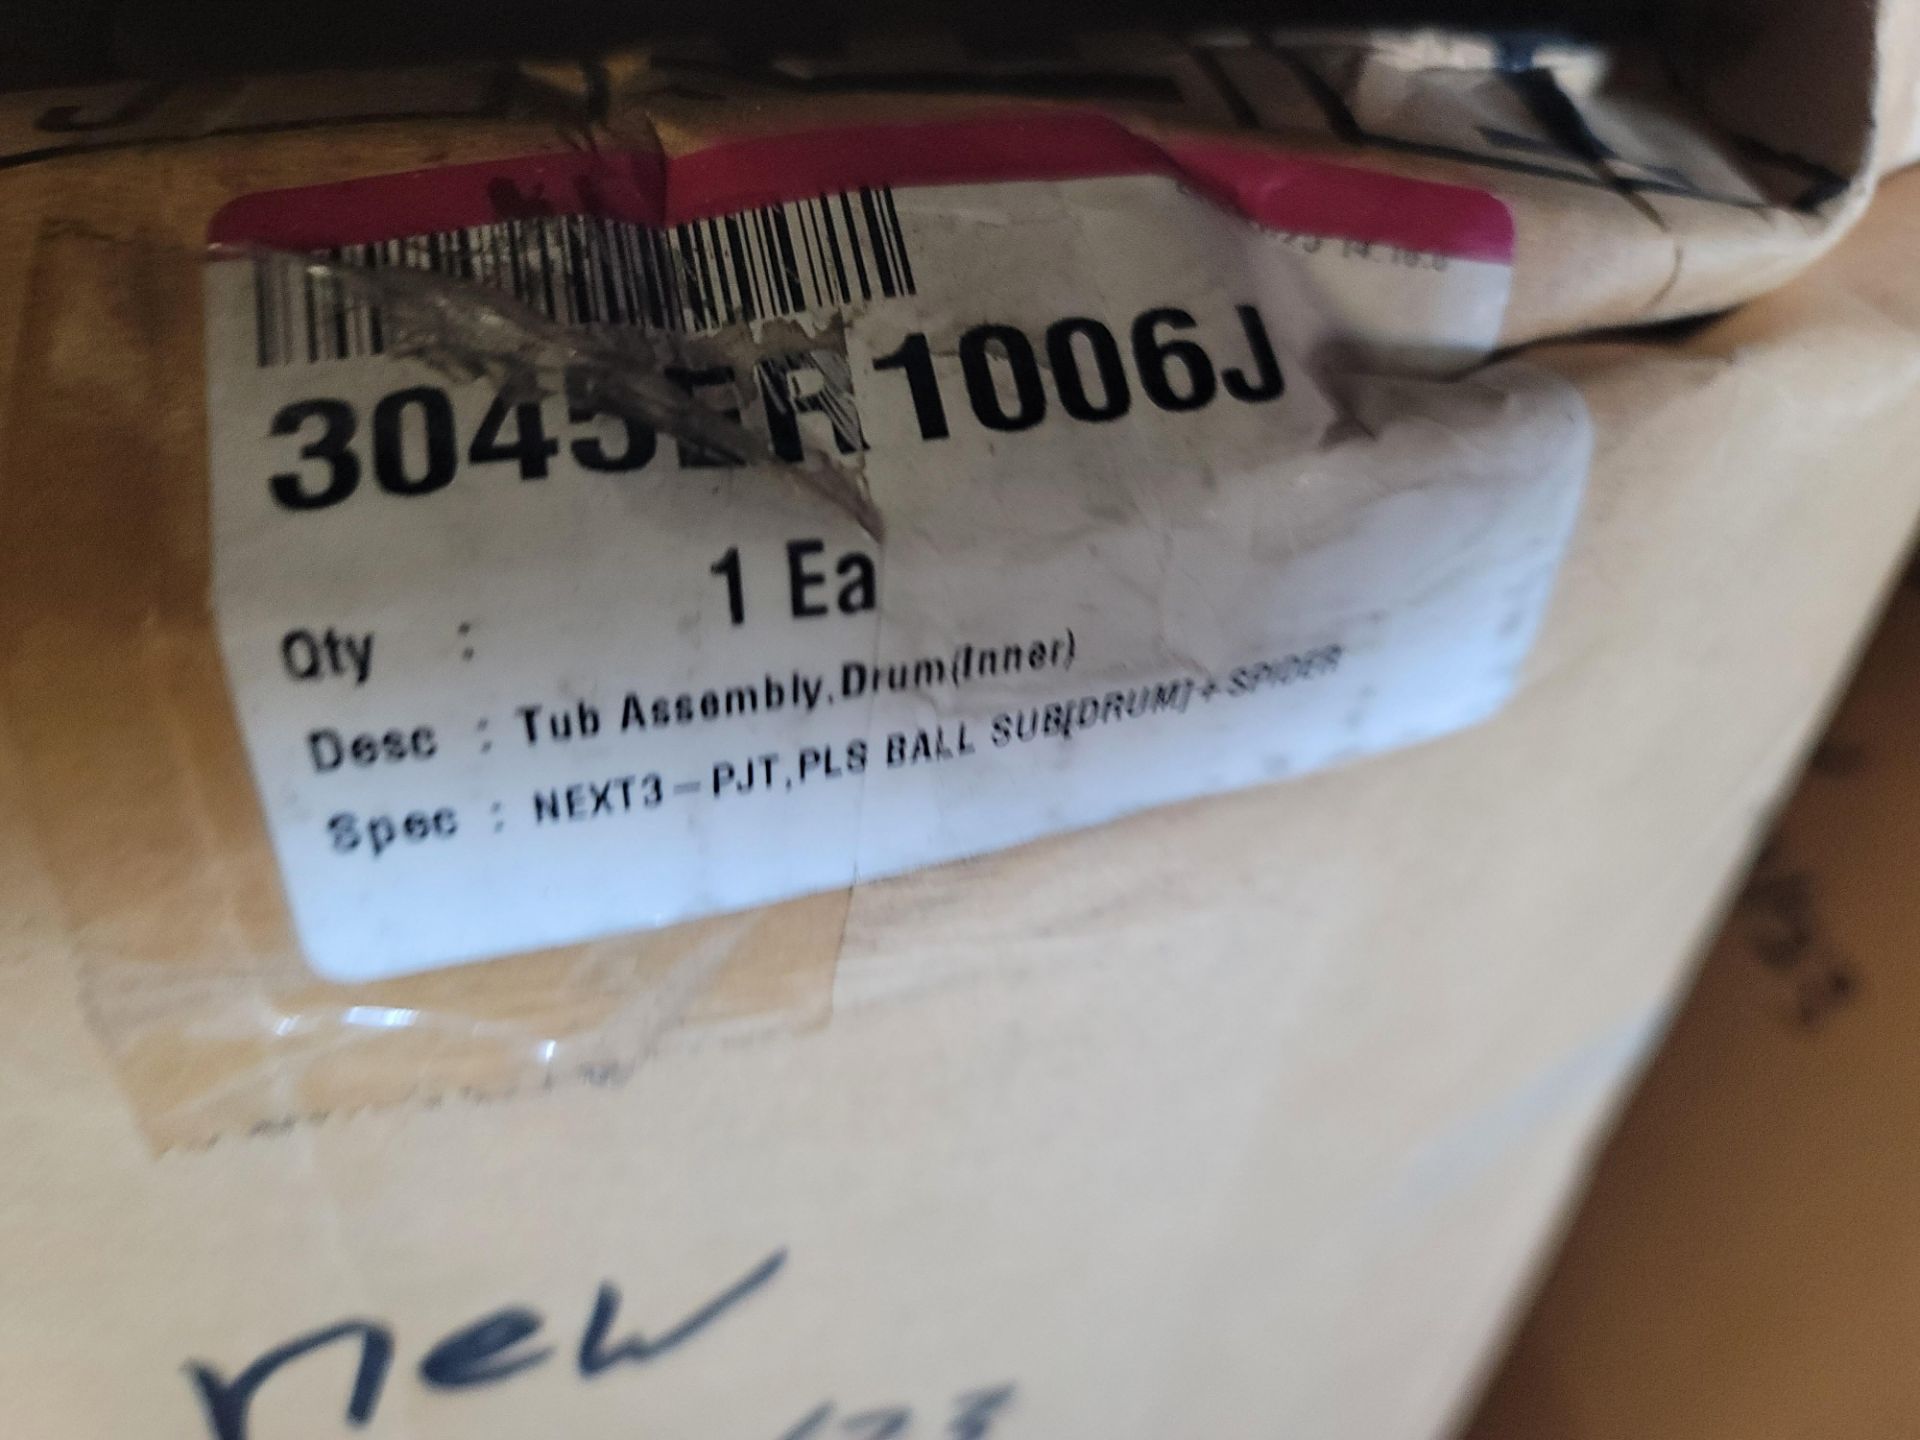 3045ER1006J
Qty : 1 Ea
Desc : Tub Assembly,Drum(Inner)
Spec : NEXT3-PJT,PLS BALL SUB[DRUM]+SPIDER
new